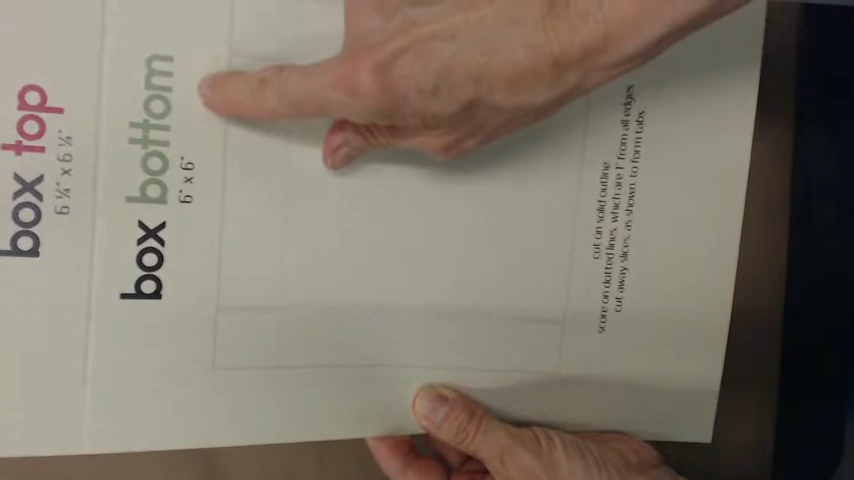 box top
6 ¼" x 6 ¼"
box bottom
6" x 6"
cut on solid outline
score on dotted lines, which are 1" from all edges
cut away slices, as shown, to form tabs